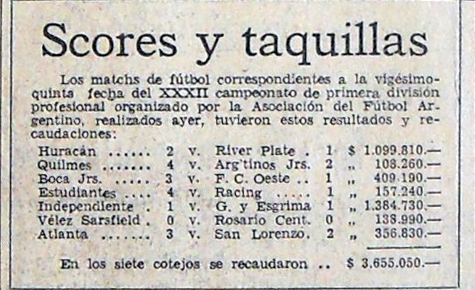 Scores y taquillas
Los matchs de fútbol correspondientes a la vigésimo-
quinta fecha del XXXII campeonato de primera división
profesional organizado por la Asociación del Fútbol Ar-
gentino, realizados ayer, tuvieron estos resultados y re-
caudaciones:
Huracán ...... 2 v. River Plate . 1 $ 1.099.810.—
Quilmes ...... 4 v. Arg'tinos Jrs. 2 „ 108.260.—
Boca Jrs. .... 3 v. F. C. Oeste .. 1 „ 409.190.—
Estudiantes .. 4 v. Racing ..... 1 „ 157.240.—
Independiente . 1 v. G. y Esgrima 1 „ 1.384.730.—
Vélez Sarsfield . 0 v. Rosario Cent. 0 „ 138.990.—
Atlanta ...... 3 v. San Lorenzo. 2 „ 356.830.—
En los siete cotejos se recaudaron .. $ 3.655.050.—